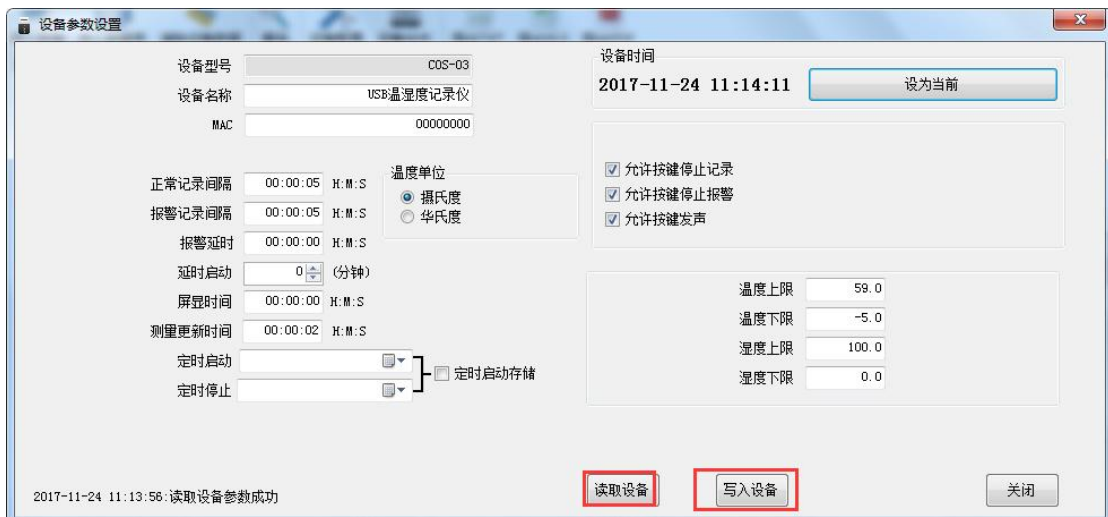 设备参数设置
设备型号 COS-03
设备名称 USB温湿度记录仪
MAC 00000000
设备时间
2017-11-24 11:14:11 设为当前
正常记录间隔 00:00:05 H:M:S
报警记录间隔 00:00:05 H:M:S
报警延时 00:00:00 H:M:S
延时启动 0 (分钟)
屏显时间 00:00:00 H:M:S
测量更新时间 00:00:02 H:M:S
定时启动
定时停止
定时启动存储
温度单位
摄氏度
华氏度
允许按键停止记录
允许按键停止报警
允许按键发声
温度上限 59.0
温度下限 -5.0
湿度上限 100.0
湿度下限 0.0
2017-11-24 11:13:56:读取设备参数成功
读取设备 写入设备 关闭